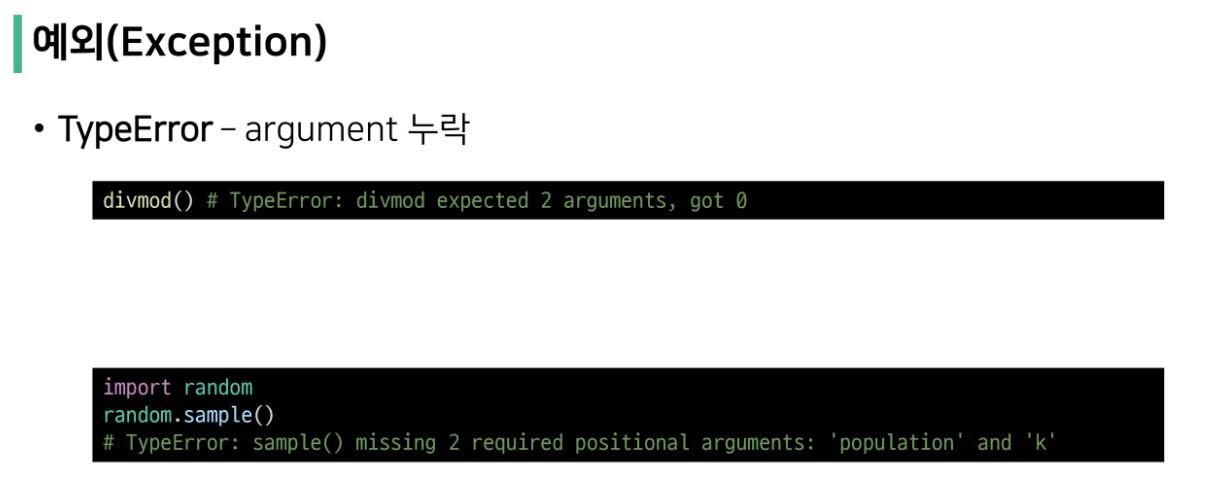 예외(Exception)
• TypeError – argument 누락
divmod() # TypeError: divmod expected 2 arguments, got 0
import random
random.sample()
# TypeError: sample() missing 2 required positional arguments: 'population' and 'k'